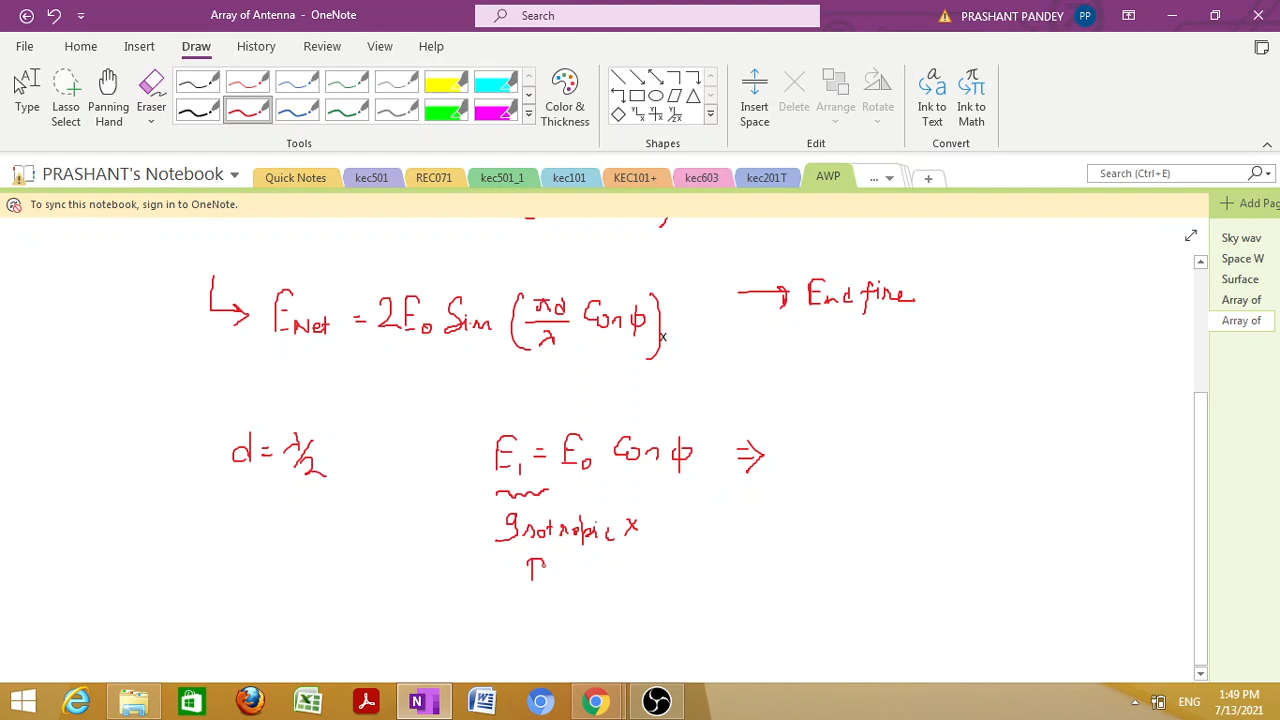 Array of Antenna - OneNote
Search
PRASHANT PANDEY PP
File Home Insert Draw History Review View Help
Type
Lasso Select
Panning Hand
Eraser
Color & Thickness
Insert Space
Delete
Arrange
Rotate
Ink to Text
Ink to Math
Tools
Shapes
Edit
Convert
PRASHANT's Notebook
Quick Notes kec501 REC071 kec501_1 kec101 KEC101+ kec603 kec201T AWP ...
Search (Ctrl+E)
To sync this notebook, sign in to OneNote.
Add Pag
Sky wav
Space W
Surface
Array of
Array of
E Net = 2E₀ Sin (πd/λ Cos φ) → End fire
d = λ/2 E₁ = E₀ Cos φ ⇒
Isotropic x
↑
ENG
1:49 PM
7/13/2021